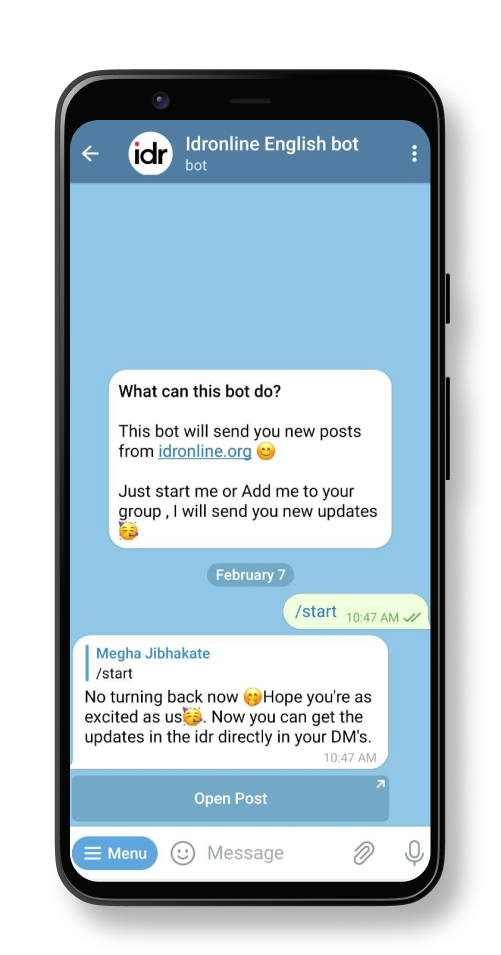 idr
Idronline English bot
bot
What can this bot do?
This bot will send you new posts
from idronline.org 😊
Just start me or Add me to your
group , I will send you new updates
🥳
February 7
/start 10:47 AM
Megha Jibhakate
/start
No turning back now 🤭Hope you're as
excited as us🥳. Now you can get the
updates in the idr directly in your DM's.
10:47 AM
Open Post
Menu
Message